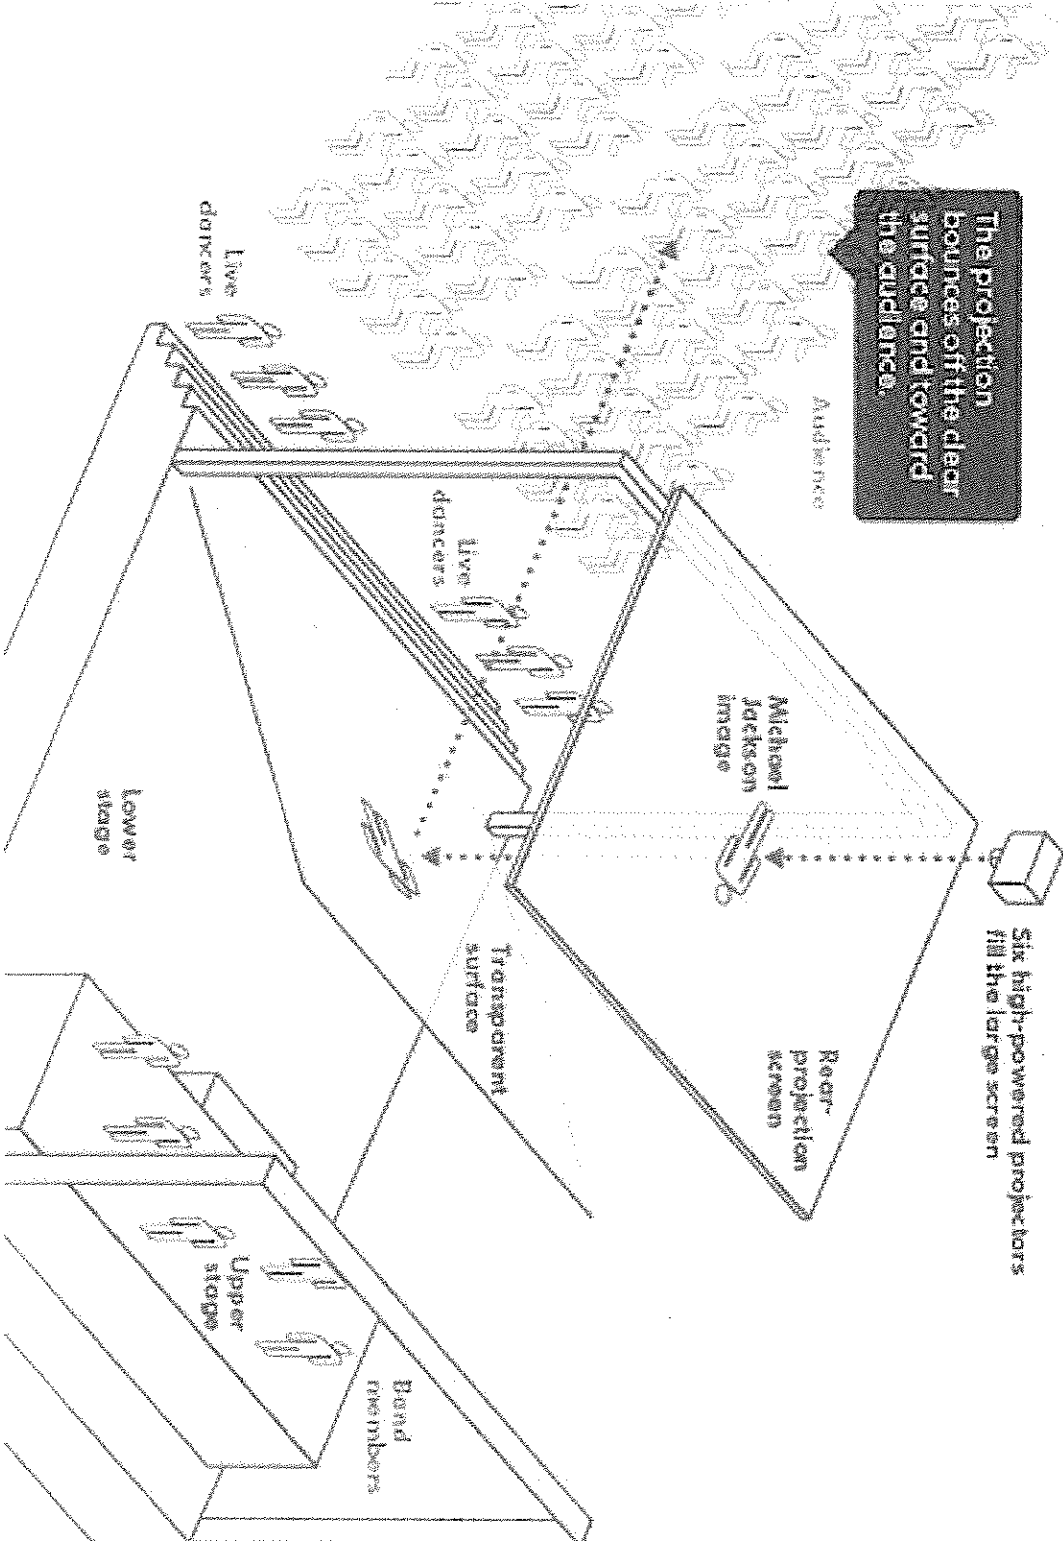 Six high-powered projectors
fill the large screen
The projection
bounces off the clear
surface and toward
the audience.
Rear-
projection
screen
Michael
Jackson
image
Audience
Transparent
surface
Live
dancers
Live
dancers
Band
members
Upper
stage
Lower
stage